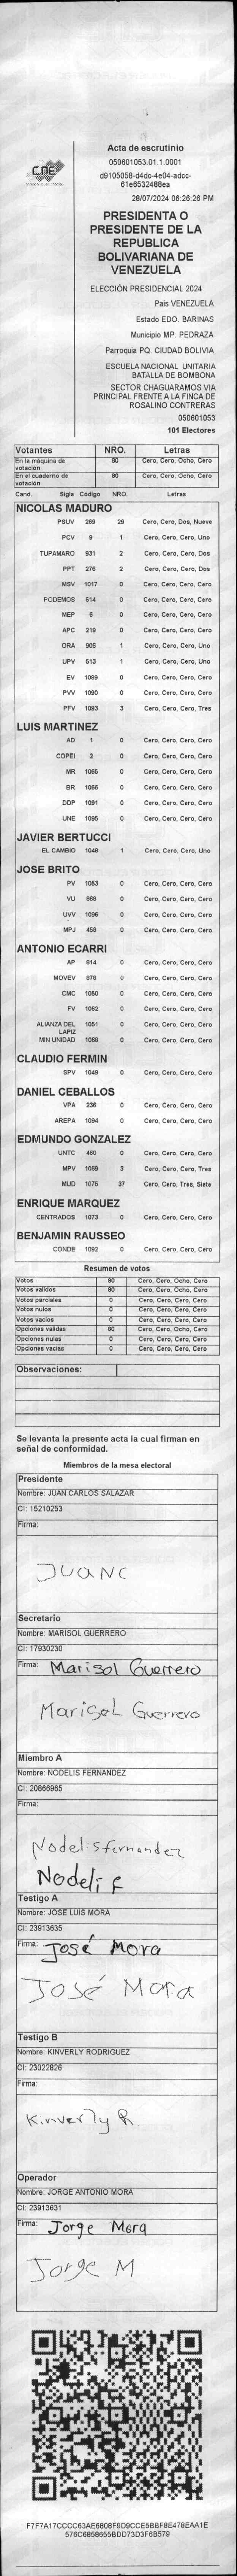 CNE
Acta de escrutinio
050601053.01.1.0001
d9105058-d4dc-4e04-adcc-
61e6532488ea
28/07/2024 06:26:26 PM
PRESIDENTA O
PRESIDENTE DE LA
REPUBLICA
BOLIVARIANA DE
VENEZUELA
ELECCIÓN PRESIDENCIAL 2024
Pais VENEZUELA
Estado EDO. BARINAS
Municipio MP. PEDRAZA
Parroquia PQ. CIUDAD BOLIVIA
ESCUELA NACIONAL UNITARIA
BATALLA DE BOMBONA
SECTOR CHAGUARAMOS VIA
PRINCIPAL FRENTE A LA FINCA DE
ROSALINO CONTRERAS
050601053
101 Electores
Votantes NRO. Letras
En la máquina de votación 80 Cero, Cero, Ocho, Cero
En el cuaderno de votación 80 Cero, Cero, Ocho, Cero
Cand. Sigla Código NRO. Letras
NICOLAS MADURO
PSUV 269 29 Cero, Cero, Dos, Nueve
PCV 9 1 Cero, Cero, Cero, Uno
TUPAMARO 931 2 Cero, Cero, Cero, Dos
PPT 276 2 Cero, Cero, Cero, Dos
MSV 1017 0 Cero, Cero, Cero, Cero
PODEMOS 514 0 Cero, Cero, Cero, Cero
MEP 6 0 Cero, Cero, Cero, Cero
APC 219 0 Cero, Cero, Cero, Cero
ORA 906 1 Cero, Cero, Cero, Uno
UPV 513 1 Cero, Cero, Cero, Uno
EV 1089 0 Cero, Cero, Cero, Cero
PVV 1090 0 Cero, Cero, Cero, Cero
PFV 1093 3 Cero, Cero, Cero, Tres
LUIS MARTINEZ
AD 1 0 Cero, Cero, Cero, Cero
COPEI 2 0 Cero, Cero, Cero, Cero
MR 1065 0 Cero, Cero, Cero, Cero
BR 1086 0 Cero, Cero, Cero, Cero
DDP 1091 0 Cero, Cero, Cero, Cero
UNE 1095 0 Cero, Cero, Cero, Cero
JAVIER BERTUCCI
EL CAMBIO 1048 1 Cero, Cero, Cero, Uno
JOSE BRITO
PV 1053 0 Cero, Cero, Cero, Cero
VU 868 0 Cero, Cero, Cero, Cero
UVV 1096 0 Cero, Cero, Cero, Cero
MPJ 458 0 Cero, Cero, Cero, Cero
ANTONIO ECARRI
AP 814 0 Cero, Cero, Cero, Cero
MOVEV 878 0 Cero, Cero, Cero, Cero
CMC 1050 0 Cero, Cero, Cero, Cero
FV 1062 0 Cero, Cero, Cero, Cero
ALIANZA DEL LAPIZ 1051 0 Cero, Cero, Cero, Cero
MIN UNIDAD 1068 0 Cero, Cero, Cero, Cero
CLAUDIO FERMIN
SPV 1049 0 Cero, Cero, Cero, Cero
DANIEL CEBALLOS
VPA 236 0 Cero, Cero, Cero, Cero
AREPA 1094 0 Cero, Cero, Cero, Cero
EDMUNDO GONZALEZ
UNTC 460 0 Cero, Cero, Cero, Cero
MPV 1069 3 Cero, Cero, Cero, Tres
MUD 1075 37 Cero, Cero, Tres, Siete
ENRIQUE MARQUEZ
CENTRADOS 1073 0 Cero, Cero, Cero, Cero
BENJAMIN RAUSSEO
CONDE 1092 0 Cero, Cero, Cero, Cero
Resumen de votos
Votos 80 Cero, Cero, Ocho, Cero
Votos validos 80 Cero, Cero, Ocho, Cero
Votos parciales 0 Cero, Cero, Cero, Cero
Votos nulos 0 Cero, Cero, Cero, Cero
Votos vacios 0 Cero, Cero, Cero, Cero
Opciones validas 80 Cero, Cero, Ocho, Cero
Opciones nulas 0 Cero, Cero, Cero, Cero
Opciones vacias 0 Cero, Cero, Cero, Cero
Observaciones:
Se levanta la presente acta la cual firman en
señal de conformidad.
Miembros de la mesa electoral
Presidente
Nombre: JUAN CARLOS SALAZAR
CI: 15210253
Firma:
JUANC
Secretario
Nombre: MARISOL GUERRERO
CI: 17930230
Firma: Marisol Guerrero
Marisol Guerrero
Miembro A
Nombre: NODELIS FERNANDEZ
CI: 20866965
Firma:
Nodelisfernandez
Nodeli f
Testigo A
Nombre: JOSE LUIS MORA
CI: 23913635
Firma: José Mora
José Mora
Testigo B
Nombre: KINVERLY RODRIGUEZ
CI: 23022826
Firma:
Kinverly R.
Operador
Nombre: JORGE ANTONIO MORA
CI: 23913631
Firma: Jorge Mora
Jorge M
F7F7A17CCCC63AE6808F9D9CCE5BBF8E478EAA1E
576C6858655BDD73D3F6B579